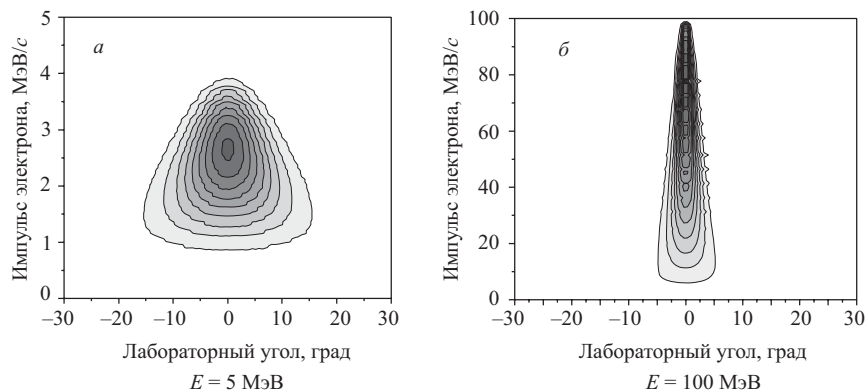 5
4
3
2
1
0
Импульс электрона, МэВ/с
а
–30 –20 –10 0 10 20 30
Лабораторный угол, град
E = 5 МэВ
100
80
60
40
20
0
Импульс электрона, МэВ/с
б
–30 –20 –10 0 10 20 30
Лабораторный угол, град
E = 100 МэВ